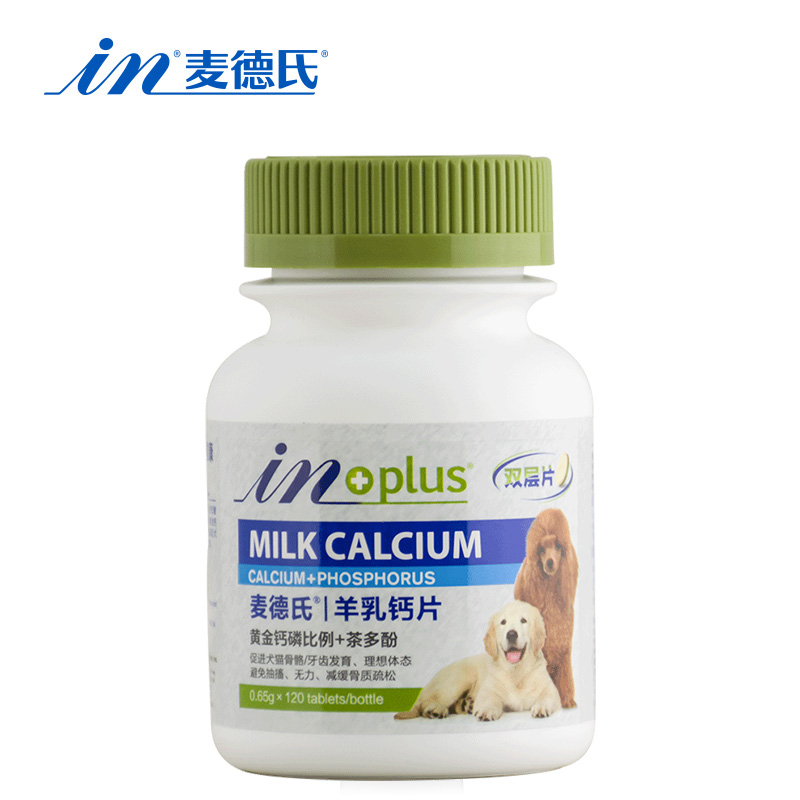 in® 麦德氏®
in+plus®
双层片
MILK CALCIUM
CALCIUM+PHOSPHORUS
麦德氏® | 羊乳钙片
黄金钙磷比例+茶多酚
促进犬猫骨骼/牙齿发育、理想体态
避免抽搐、无力、减缓骨质疏松
0.65g × 120 tablets/bottle